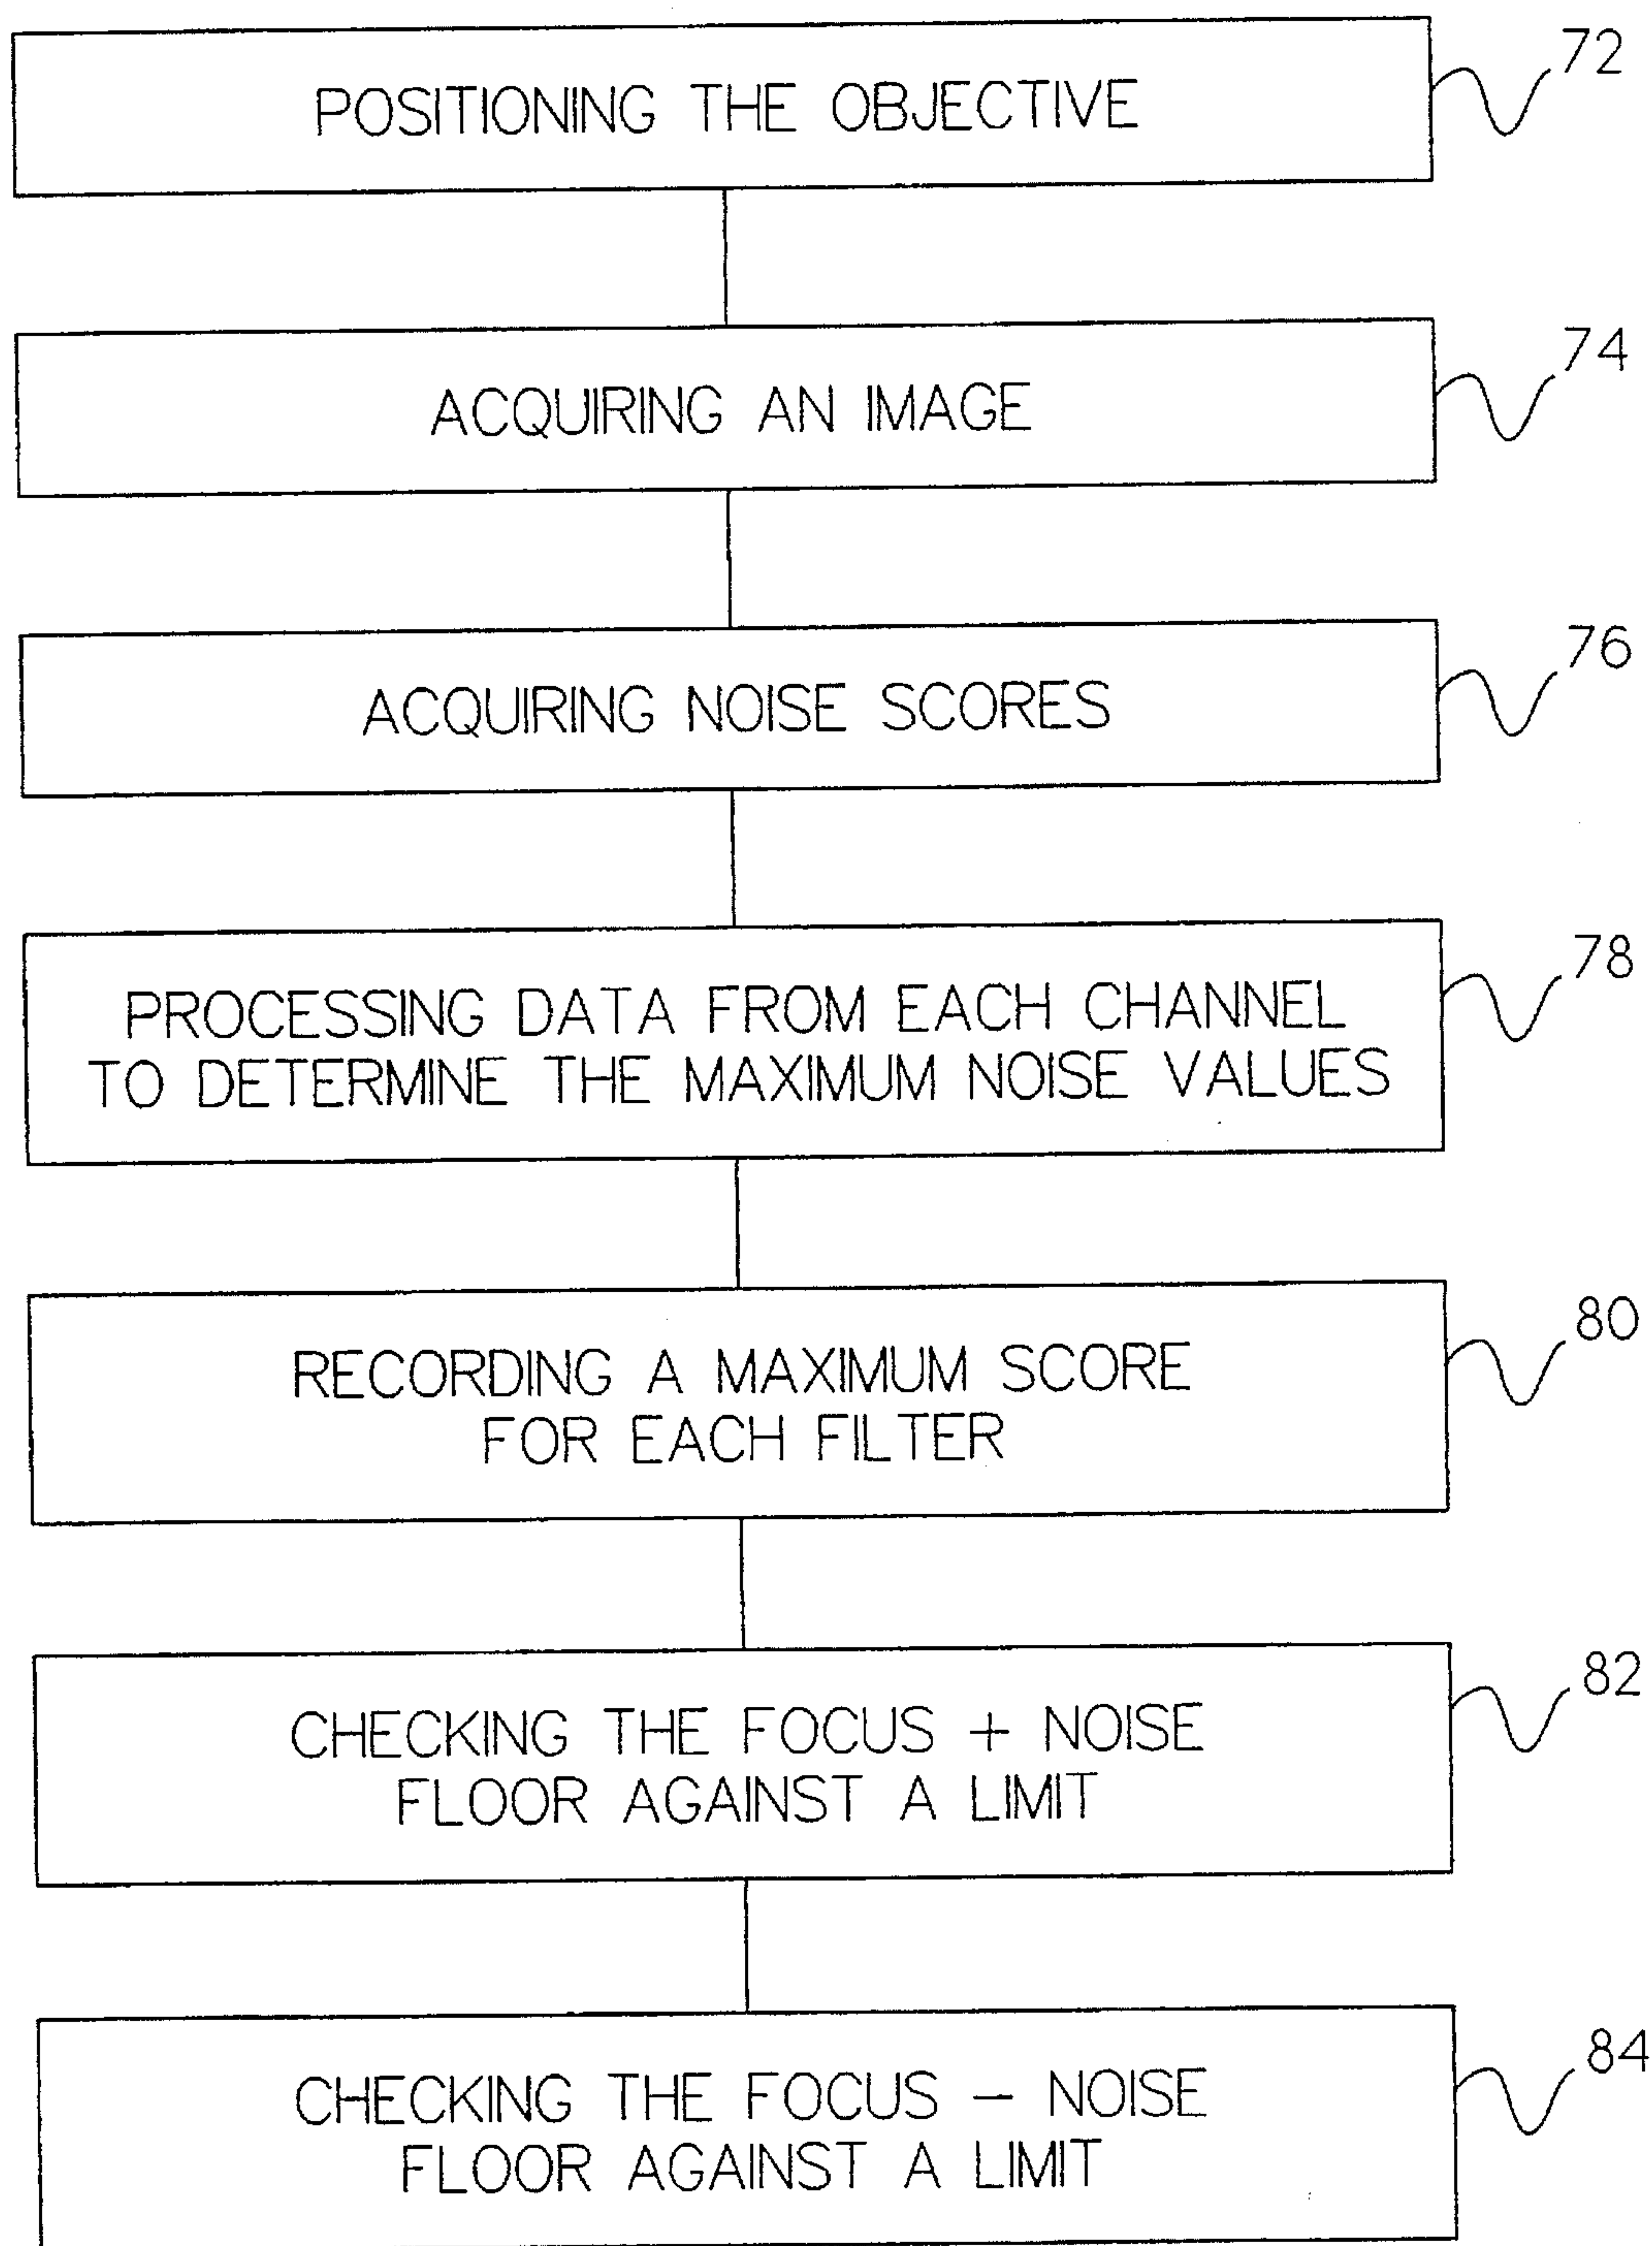 POSITIONING THE OBJECTIVE
72
ACQUIRING AN IMAGE
74
ACQUIRING NOISE SCORES
76
PROCESSING DATA FROM EACH CHANNEL
TO DETERMINE THE MAXIMUM NOISE VALUES
78
RECORDING A MAXIMUM SCORE
FOR EACH FILTER
80
CHECKING THE FOCUS + NOISE
FLOOR AGAINST A LIMIT
82
CHECKING THE FOCUS − NOISE
FLOOR AGAINST A LIMIT
84